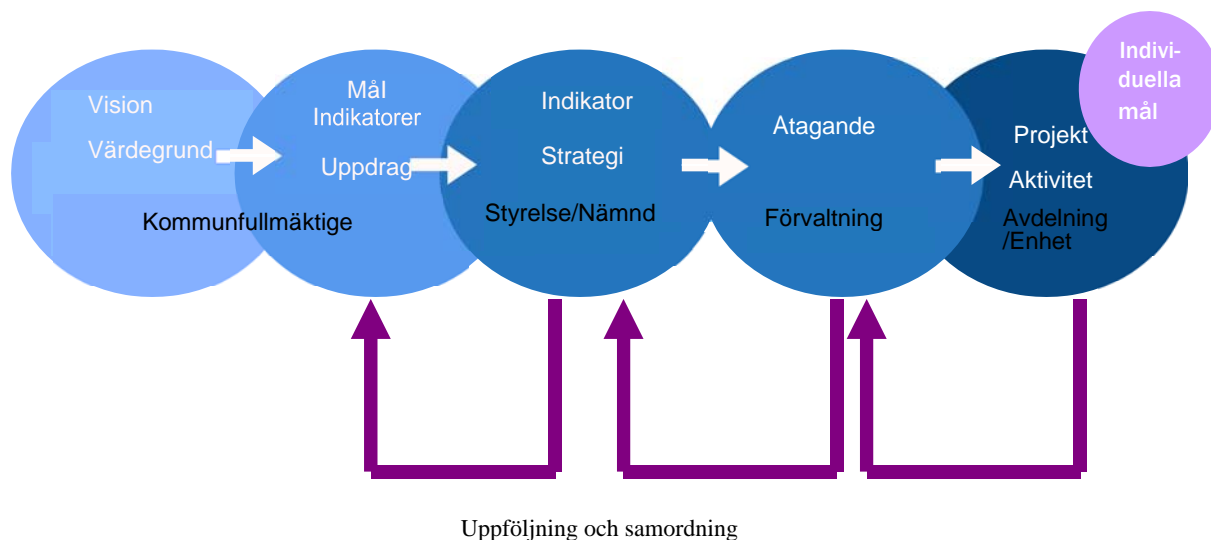 Vision
Värdegrund
Mål
Indikatorer
Uppdrag
Kommunfullmäktige
Indikator
Strategi
Styrelse/Nämnd
Atagande
Förvaltning
Projekt
Aktivitet
Avdelning
/Enhet
Indivi-
duella
mål
Uppföljning och samordning